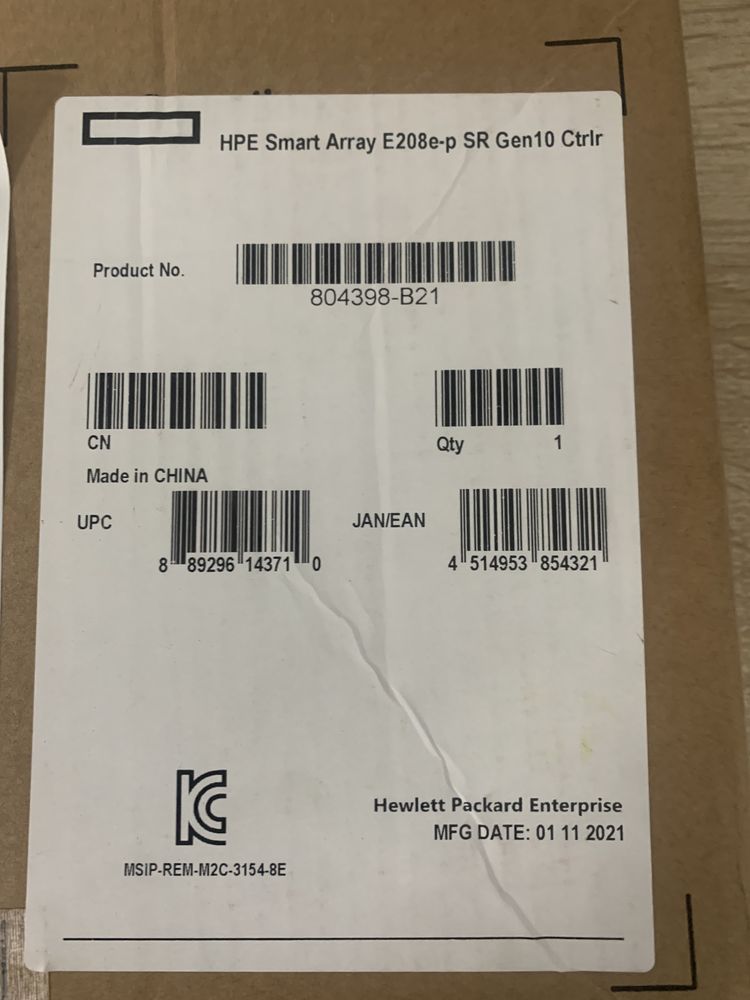 HPE Smart Array E208e-p SR Gen10 Ctrlr
Product No.
804398-B21
CN
Qty 1
Made in CHINA
UPC
JAN/EAN
8 89296 14371 0
4 514953 854321
KC
Hewlett Packard Enterprise
MFG DATE: 01 11 2021
MSIP-REM-M2C-3154-8E